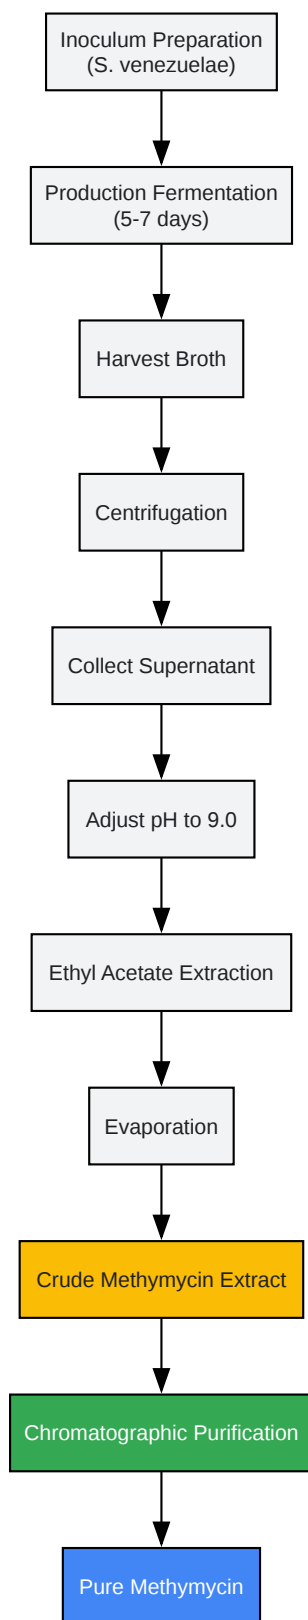 Inoculum Preparation
(S. venezuelae)
Production Fermentation
(5-7 days)
Harvest Broth
Centrifugation
Collect Supernatant
Adjust pH to 9.0
Ethyl Acetate Extraction
Evaporation
Crude Methymycin Extract
Chromatographic Purification
Pure Methymycin